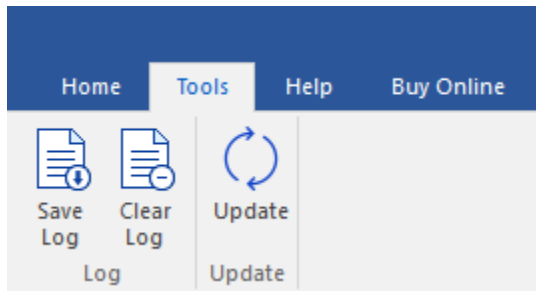 Home Tools Help Buy Online
Save Log Clear Log Update
Log Update